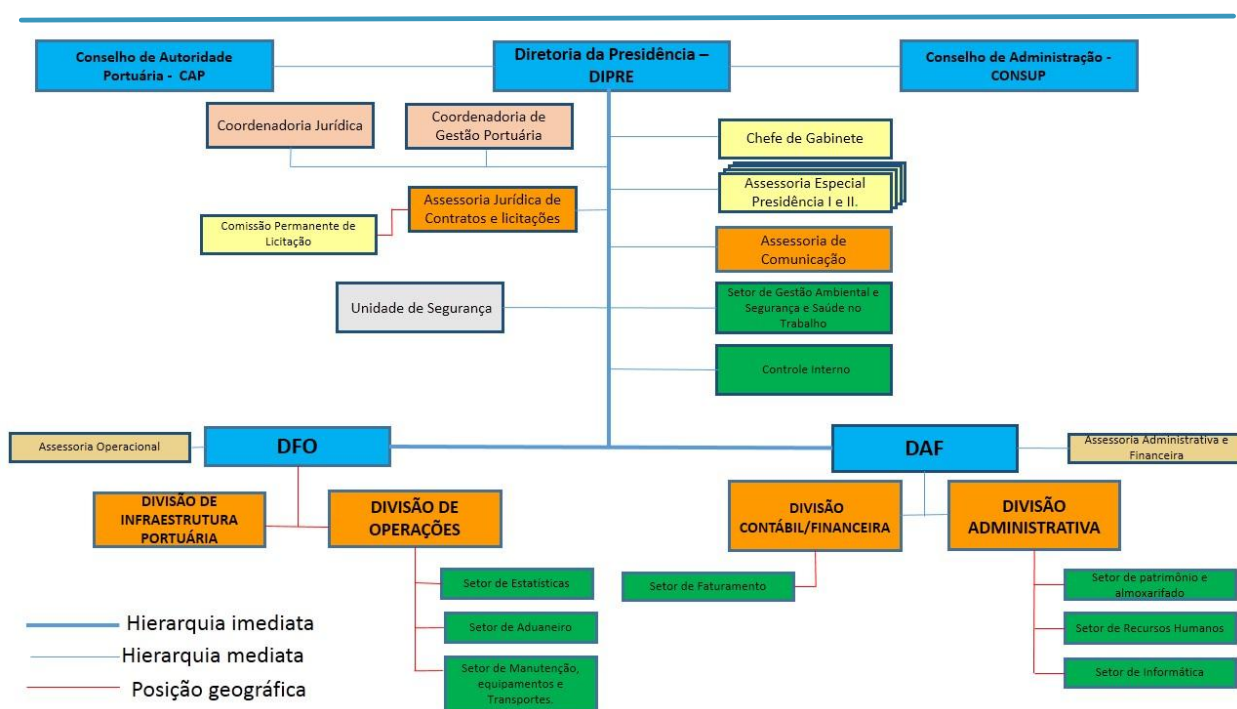 Conselho de Autoridade
Portuária - CAP
Diretoria da Presidência –
DIPRE
Conselho de Administração -
CONSUP
Coordenadoria Jurídica
Coordenadoria de
Gestão Portuária
Chefe de Gabinete
Assessoria Especial
Presidência I e II.
Assessoria Jurídica de
Contratos e licitações
Comissão Permanente de
Licitação
Assessoria de
Comunicação
Unidade de Segurança
Setor de Gestão Ambiental e
Segurança e Saúde no
Trabalho
Controle Interno
Assessoria Operacional
DFO
DAF
Assessoria Administrativa e
Financeira
DIVISÃO DE
INFRAESTRUTURA
PORTUÁRIA
DIVISÃO DE
OPERAÇÕES
DIVISÃO
CONTÁBIL/FINANCEIRA
DIVISÃO
ADMINISTRATIVA
Setor de Estatísticas
Setor de Aduaneiro
Setor de Manutenção,
equipamentos e
Transportes.
Setor de Faturamento
Setor de patrimônio e
almoxarifado
Setor de Recursos Humanos
Setor de Informática
Hierarquia imediata
Hierarquia mediata
Posição geográfica